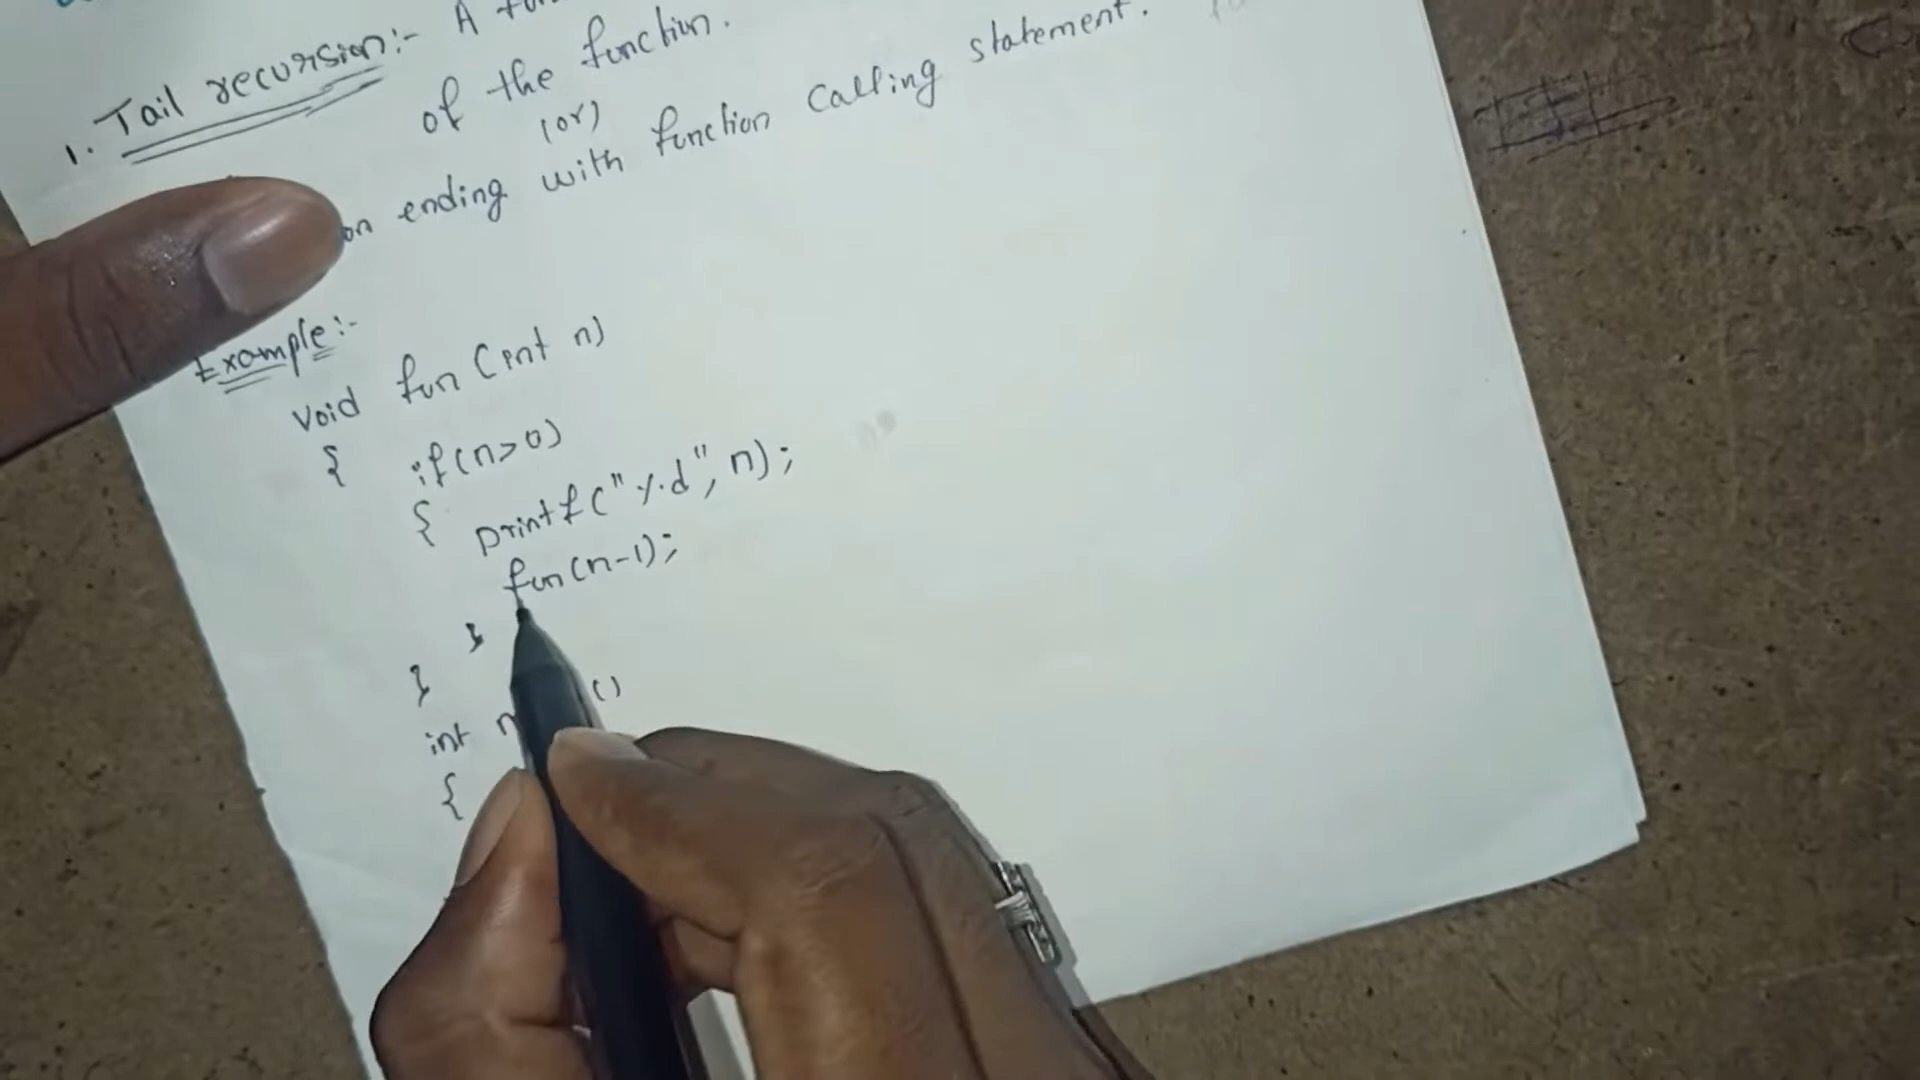 1. Tail recursion:- A
of the function.
(or)
ending with function calling statement.
Example:-
void fun (int n)
{ if(n>0)
{ printf("%d", n);
fun(n-1);
}
}
int ()
{